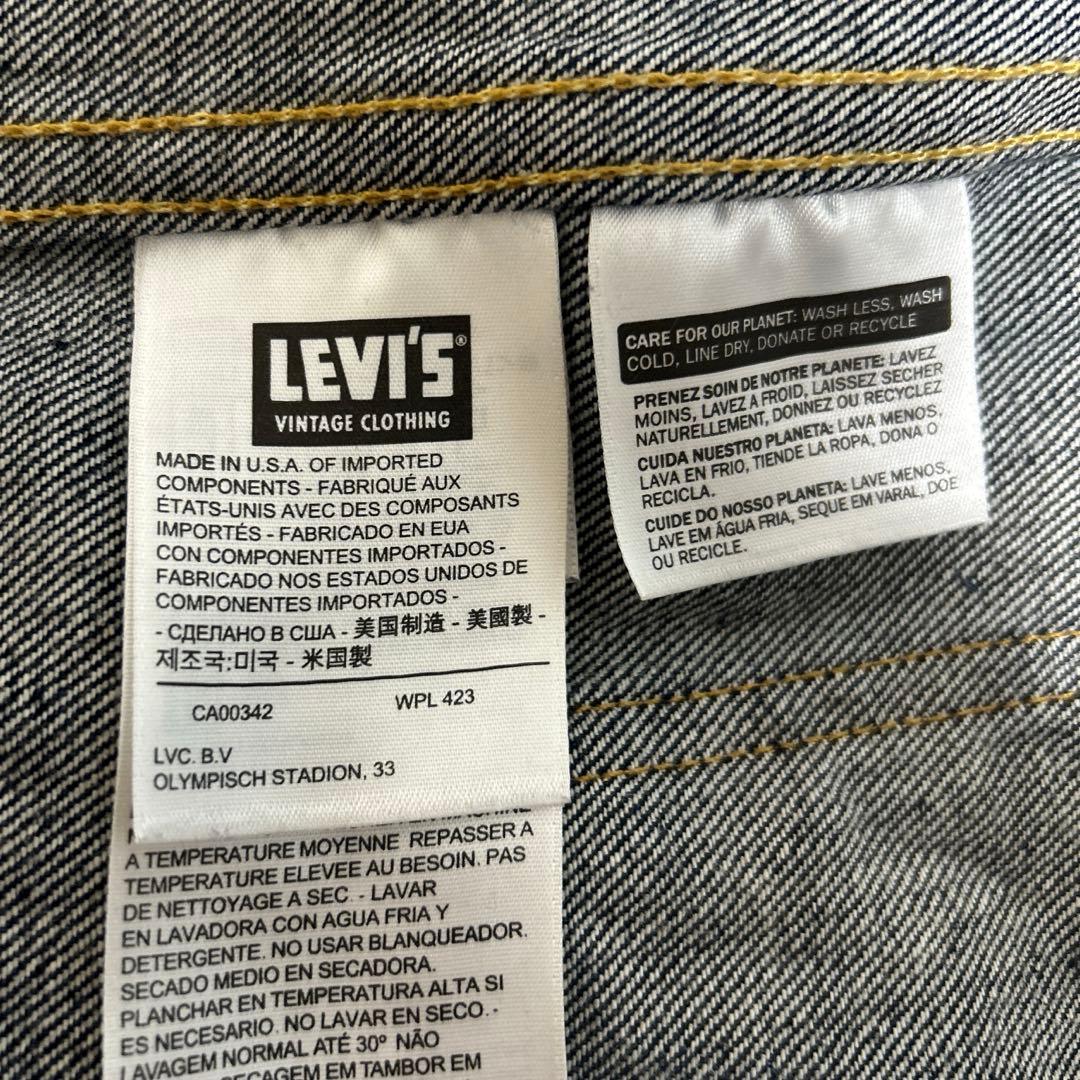 LEVI'S®
VINTAGE CLOTHING
MADE IN U.S.A. OF IMPORTED
COMPONENTS - FABRIQUÉ AUX
ÉTATS-UNIS AVEC DES COMPOSANTS
IMPORTÉS - FABRICADO EN EUA
CON COMPONENTES IMPORTADOS -
FABRICADO NOS ESTADOS UNIDOS DE
COMPONENTES IMPORTADOS -
- СДЕЛАНО В США - 美国制造 - 美國製 -
제조국:미국 - 米国製
CA00342 WPL 423
LVC. B.V
OLYMPISCH STADION, 33
MACHINE
A TEMPERATURE MOYENNE REPASSER A
TEMPERATURE ELEVEE AU BESOIN. PAS
DE NETTOYAGE A SEC. - LAVAR
EN LAVADORA CON AGUA FRIA Y
DETERGENTE. NO USAR BLANQUEADOR.
SECADO MEDIO EN SECADORA.
PLANCHAR EN TEMPERATURA ALTA SI
ES NECESARIO. NO LAVAR EN SECO. -
LAVAGEM NORMAL ATÉ 30º NÃO
EM TAMBOR EM
CARE FOR OUR PLANET: WASH LESS, WASH
COLD, LINE DRY, DONATE OR RECYCLE
PRENEZ SOIN DE NOTRE PLANETE: LAVEZ
MOINS, LAVEZ A FROID, LAISSEZ SECHER
NATURELLEMENT, DONNEZ OU RECYCLEZ
CUIDA NUESTRO PLANETA: LAVA MENOS,
LAVA EN FRIO, TIENDE LA ROPA, DONA O
RECICLA.
CUIDE DO NOSSO PLANETA: LAVE MENOS,
LAVE EM ÁGUA FRIA, SEQUE EM VARAL, DOE
OU RECICLE.